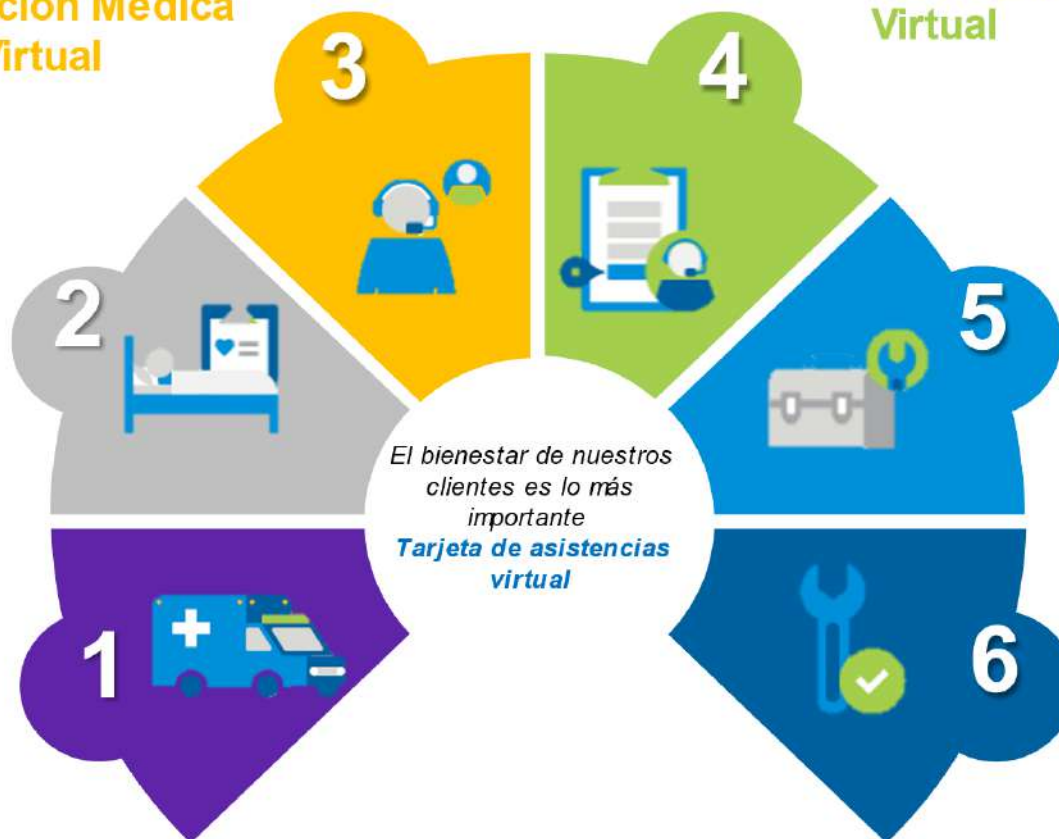 ción Médica
Virtual
Virtual
3
4
2
5
El bienestar de nuestros
clientes es lo más
importante
Tarjeta de asistencias
virtual
1
6